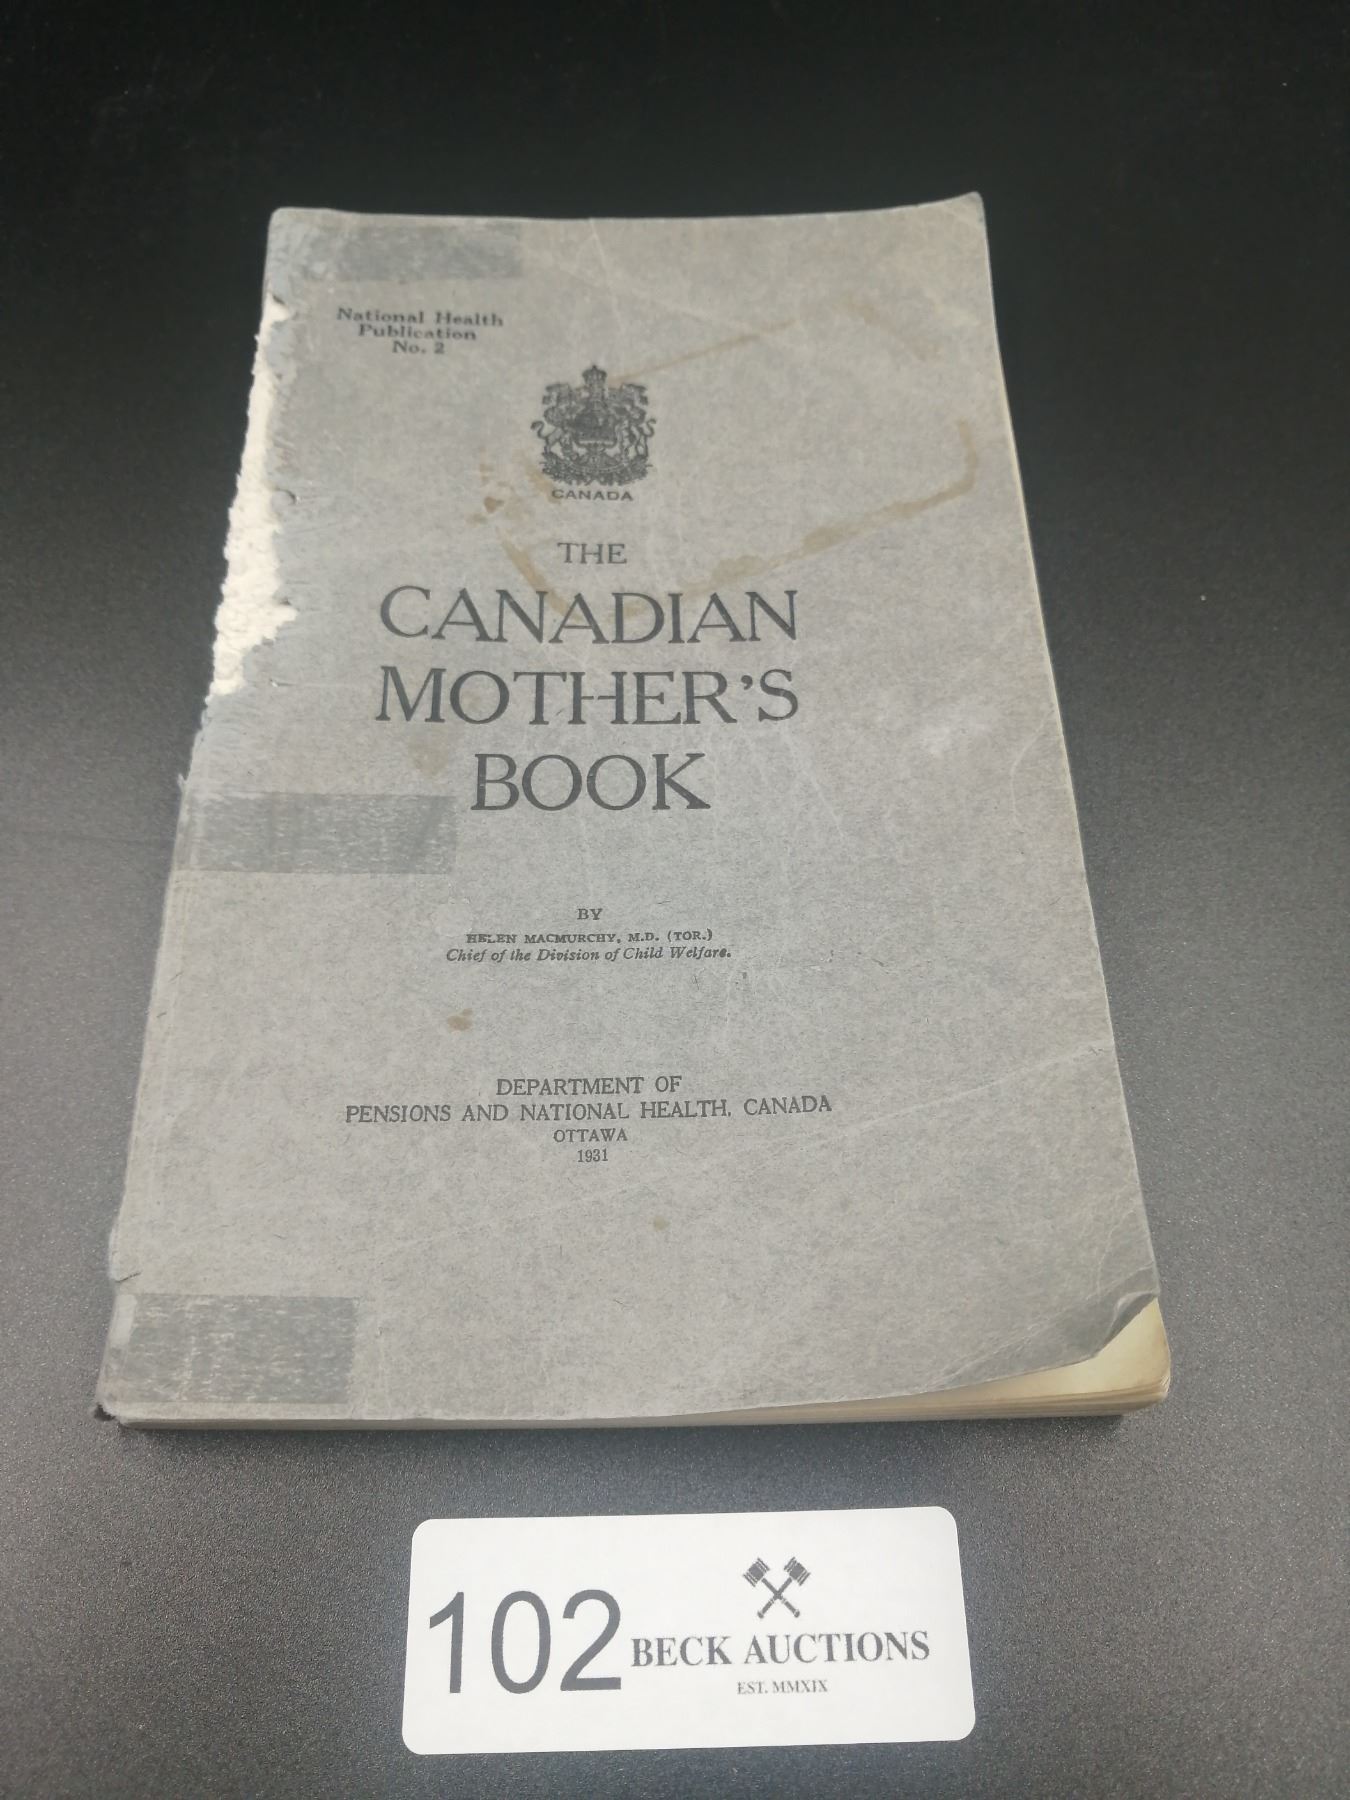 National Health
Publication
No. 2
CANADA
THE
CANADIAN
MOTHER'S
BOOK
BY
HELEN MACMURCHY, M.D. (TOR.)
Chief of the Division of Child Welfare.
DEPARTMENT OF
PENSIONS AND NATIONAL HEALTH, CANADA
OTTAWA
1931
102
BECK AUCTIONS
EST. MMXIX